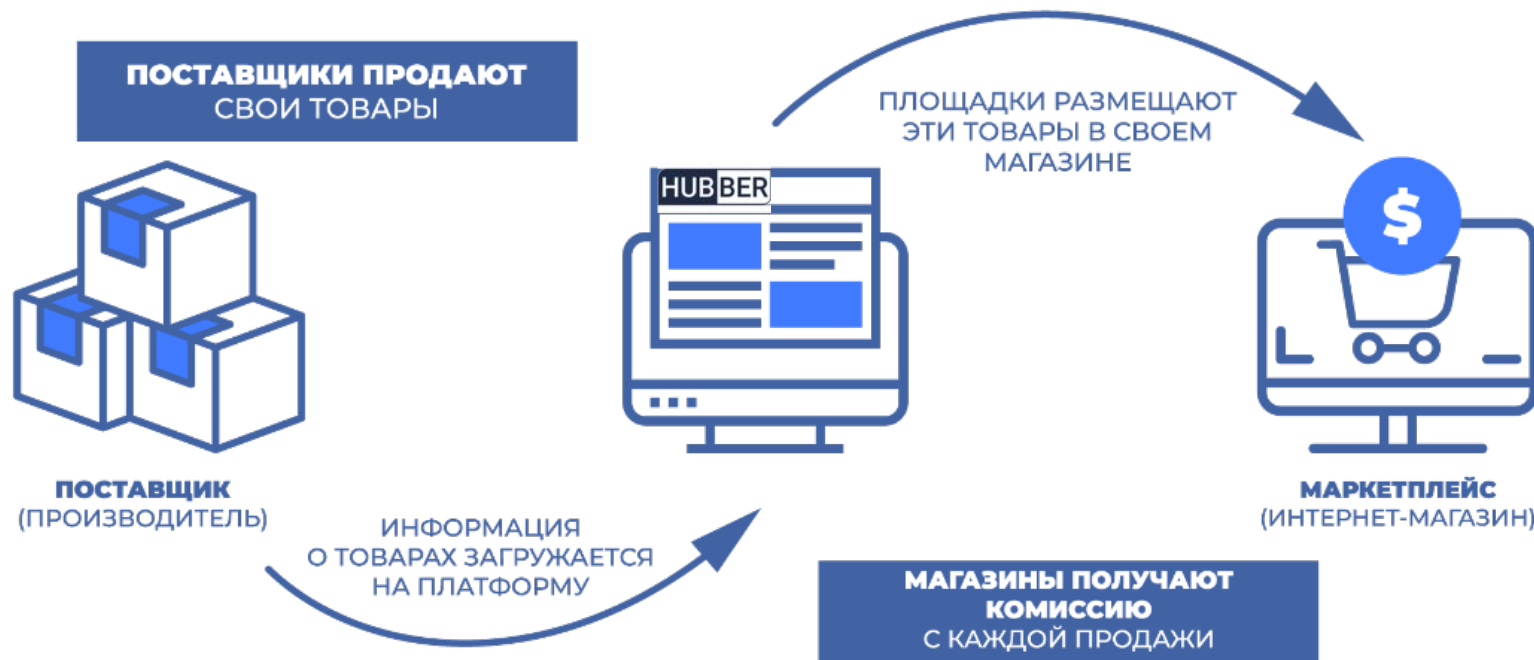 ПОСТАВЩИКИ ПРОДАЮТ
СВОИ ТОВАРЫ
ПЛОЩАДКИ РАЗМЕЩАЮТ
ЭТИ ТОВАРЫ В СВОЕМ
МАГАЗИНЕ
HUBBER
$
ПОСТАВЩИК
(ПРОИЗВОДИТЕЛЬ)
ИНФОРМАЦИЯ
О ТОВАРАХ ЗАГРУЖАЕТСЯ
НА ПЛАТФОРМУ
МАРКЕТПЛЕЙС
(ИНТЕРНЕТ-МАГАЗИН)
МАГАЗИНЫ ПОЛУЧАЮТ
КОМИССИЮ
С КАЖДОЙ ПРОДАЖИ